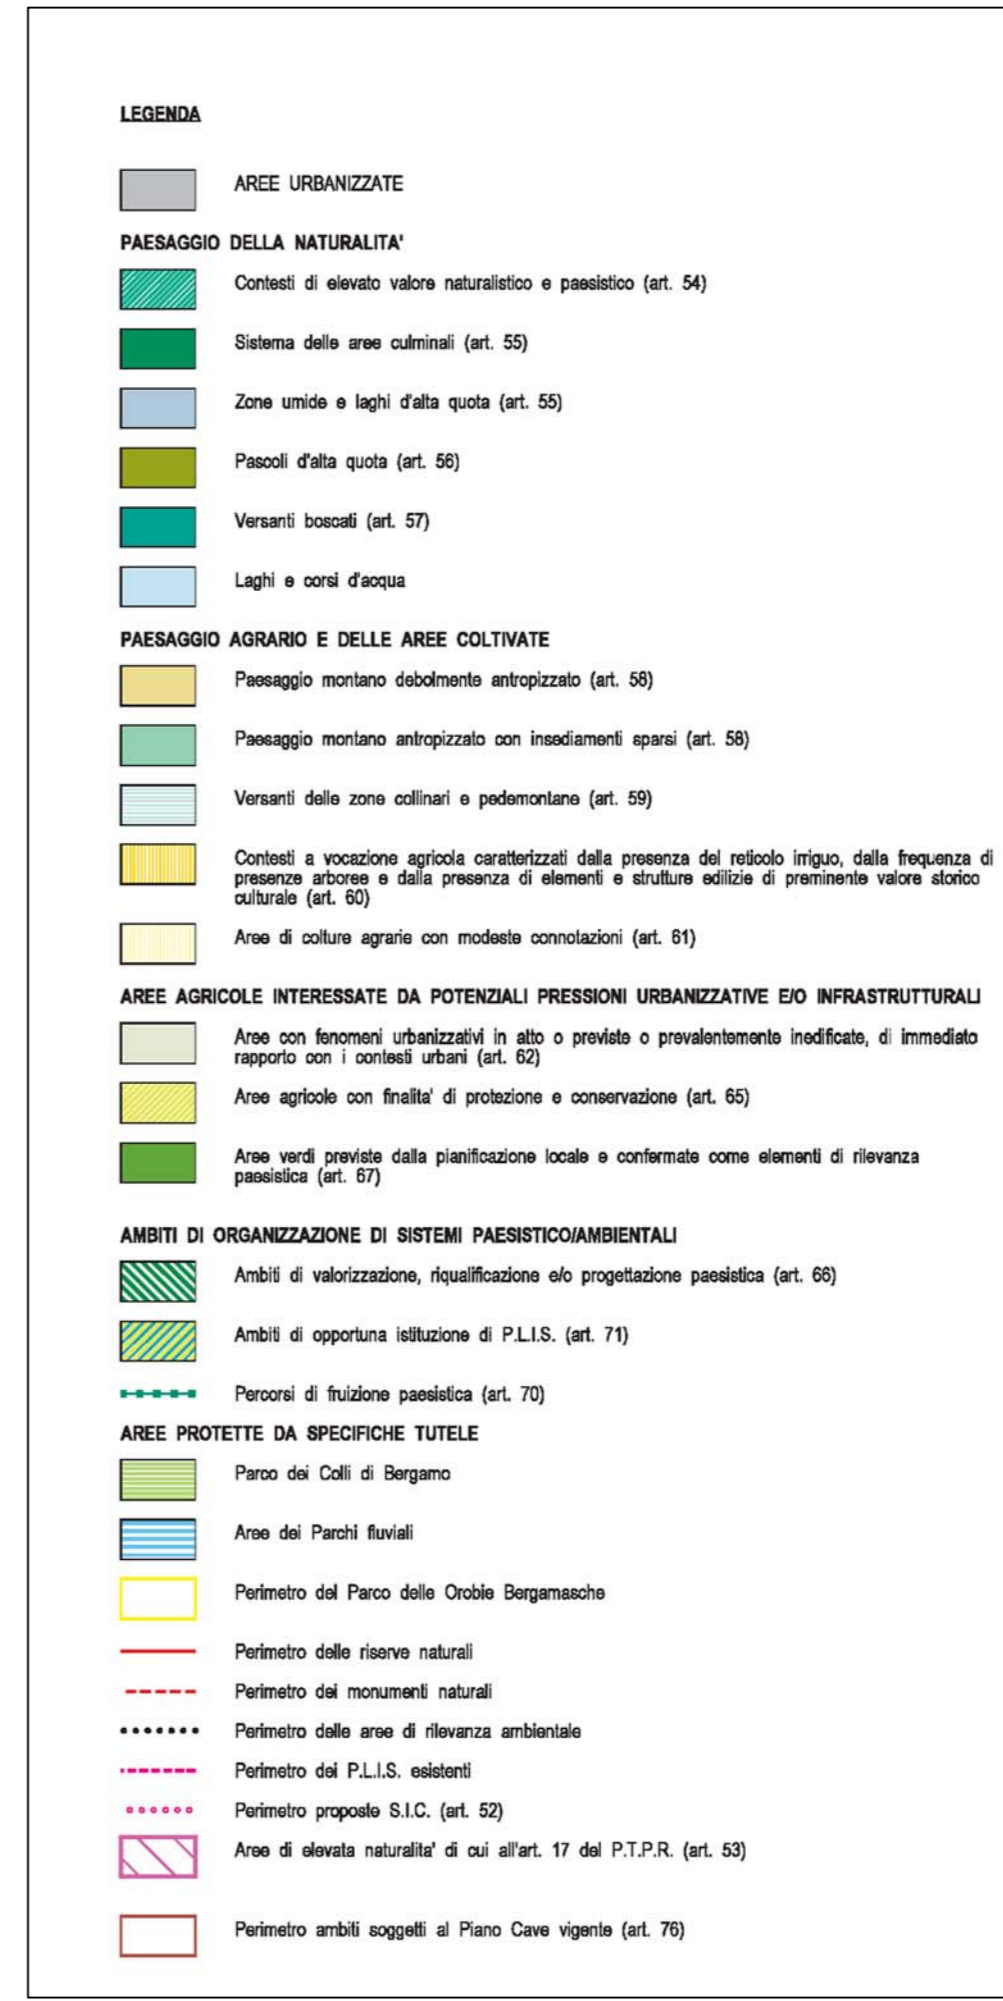 LEGENDA
AREE URBANIZZATE
PAESAGGIO DELLA NATURALITA'
Contesti di elevato valore naturalistico e paesistico (art. 54)
Sistema delle aree culminali (art. 55)
Zone umide e laghi d'alta quota (art. 55)
Pascoli d'alta quota (art. 56)
Versanti boscati (art. 57)
Laghi e corsi d'acqua
PAESAGGIO AGRARIO E DELLE AREE COLTIVATE
Paesaggio montano debolmente antropizzato (art. 58)
Paesaggio montano antropizzato con insediamenti sparsi (art. 58)
Versanti delle zone collinari e pedemontane (art. 59)
Contesti a vocazione agricola caratterizzati dalla presenza del reticolo irriguo, dalla frequenza di
presenze arboree e dalla presenza di elementi e strutture edilizie di preminente valore storico
culturale (art. 60)
Aree di colture agrarie con modeste connotazioni (art. 61)
AREE AGRICOLE INTERESSATE DA POTENZIALI PRESSIONI URBANIZZATIVE E/O INFRASTRUTTURALI
Aree con fenomeni urbanizzativi in atto o previste o prevalentemente inedificate, di immediato
rapporto con i contesti urbani (art. 62)
Aree agricole con finalita' di protezione e conservazione (art. 65)
Aree verdi previste dalla pianificazione locale e confermate come elementi di rilevanza
paesistica (art. 67)
AMBITI DI ORGANIZZAZIONE DI SISTEMI PAESISTICO/AMBIENTALI
Ambiti di valorizzazione, riqualificazione e/o progettazione paesistica (art. 66)
Ambiti di opportuna istituzione di P.L.I.S. (art. 71)
Percorsi di fruizione paesistica (art. 70)
AREE PROTETTE DA SPECIFICHE TUTELE
Parco dei Colli di Bergamo
Aree dei Parchi fluviali
Perimetro del Parco delle Orobie Bergamasche
Perimetro delle riserve naturali
Perimetro dei monumenti naturali
Perimetro delle aree di rilevanza ambientale
Perimetro dei P.L.I.S. esistenti
Perimetro proposte S.I.C. (art. 52)
Aree di elevata naturalita' di cui all'art. 17 del P.T.P.R. (art. 53)
Perimetro ambiti soggetti al Piano Cave vigente (art. 76)